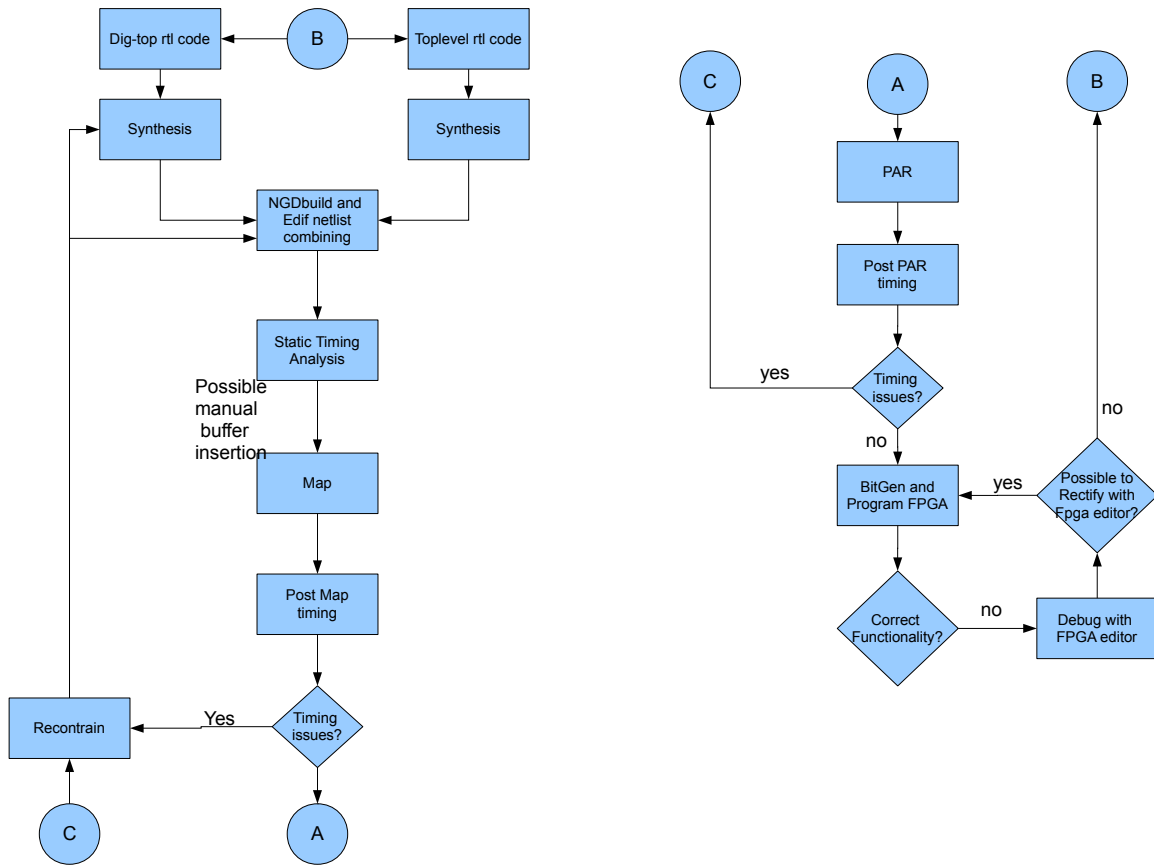 Dig-top rtl code
B
Toplevel rtl code
Synthesis
Synthesis
NGDbuild and
Edif netlist
combining
Static Timing
Analysis
Possible
manual
buffer
insertion
Map
Post Map
timing
Timing
issues?
Yes
Recontrain
C
A
C
A
B
PAR
Post PAR
timing
Timing
issues?
yes
no
BitGen and
Program FPGA
yes
Possible to
Rectify with
Fpga editor?
no
Correct
Functionality?
no
Debug with
FPGA editor